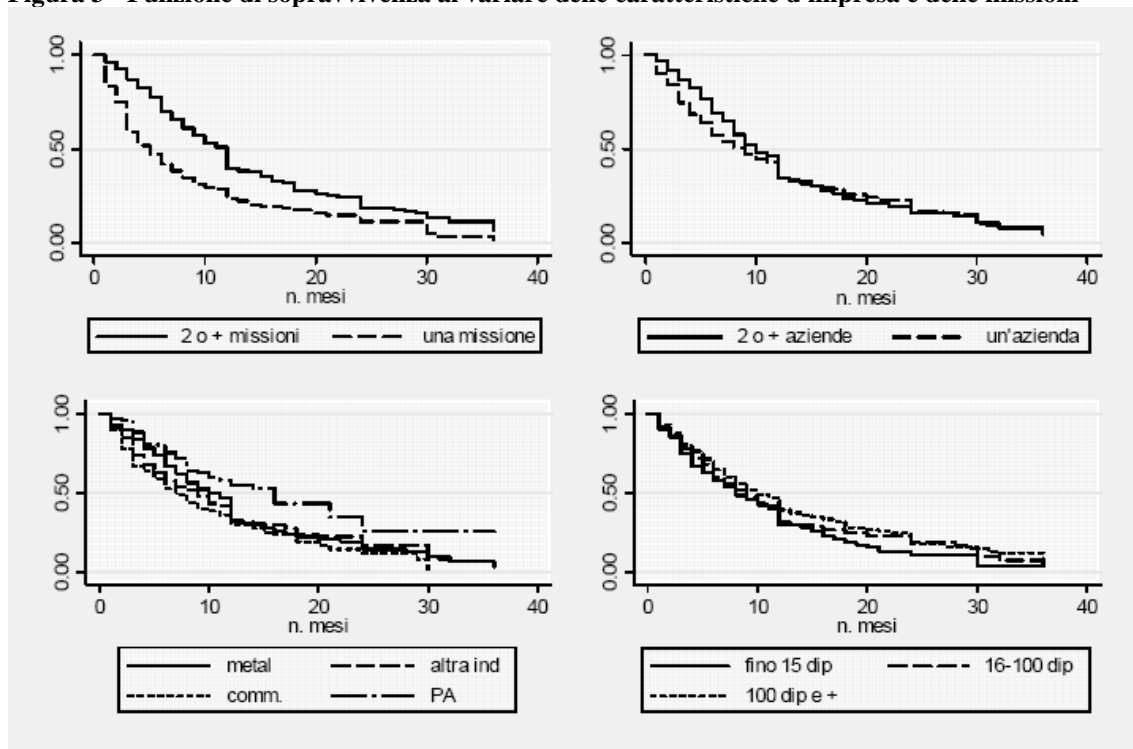 Figura - Funzione di sopravvivenza al variare delle caratteristiche d'impresa e delle missioni
1.00
0.50
0.00
0 10 20 30 40
n. mesi
2 o + missioni una missione
1.00
0.50
0.00
0 10 20 30 40
n. mesi
2 o + aziende un'azienda
1.00
0.50
0.00
0 10 20 30 40
n. mesi
metal altra ind
comm. PA
1.00
0.50
0.00
0 10 20 30 40
n. mesi
fino 15 dip 16-100 dip
100 dip e +